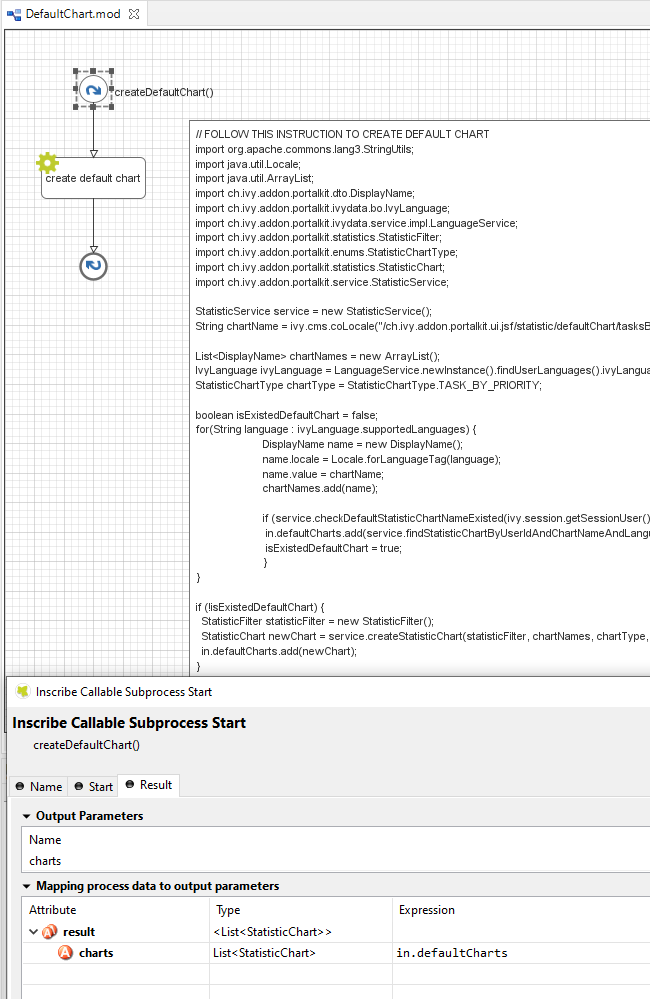 DefaultChart.mod
createDefaultChart()
create default chart
// FOLLOW THIS INSTRUCTION TO CREATE DEFAULT CHART
import org.apache.commons.lang3.StringUtils;
import java.util.Locale;
import java.util.ArrayList;
import ch.ivy.addon.portalkit.dto.DisplayName;
import ch.ivy.addon.portalkit.ivydata.bo.IvyLanguage;
import ch.ivy.addon.portalkit.ivydata.service.impl.LanguageService;
import ch.ivy.addon.portalkit.statistics.StatisticFilter;
import ch.ivy.addon.portalkit.enums.StatisticChartType;
import ch.ivy.addon.portalkit.statistics.StatisticChart;
import ch.ivy.addon.portalkit.service.StatisticService;
StatisticService service = new StatisticService();
String chartName = ivy.cms.coLocale("/ch.ivy.addon.portalkit.ui.jsf/statistic/defaultChart/tasksB
List<DisplayName> chartNames = new ArrayList();
IvyLanguage ivyLanguage = LanguageService.newInstance().findUserLanguages().ivyLangua
StatisticChartType chartType = StatisticChartType.TASK_BY_PRIORITY;
boolean isExistedDefaultChart = false;
for(String language : ivyLanguage.supportedLanguages) {
DisplayName name = new DisplayName();
name.locale = Locale.forLanguageTag(language);
name.value = chartName;
chartNames.add(name);
if (service.checkDefaultStatisticChartNameExisted(ivy.session.getSessionUser()
in.defaultCharts.add(service.findStatisticChartByUserIdAndChartNameAndLangu
isExistedDefaultChart = true;
}
}
if (!isExistedDefaultChart) {
StatisticFilter statisticFilter = new StatisticFilter();
StatisticChart newChart = service.createStatisticChart(statisticFilter, chartNames, chartType,
in.defaultCharts.add(newChart);
}
Inscribe Callable Subprocess Start
Inscribe Callable Subprocess Start
createDefaultChart()
Name Start Result
Output Parameters
Name
charts
Mapping process data to output parameters
Attribute Type Expression
result <List<StatisticChart>>
charts List<StatisticChart> in.defaultCharts